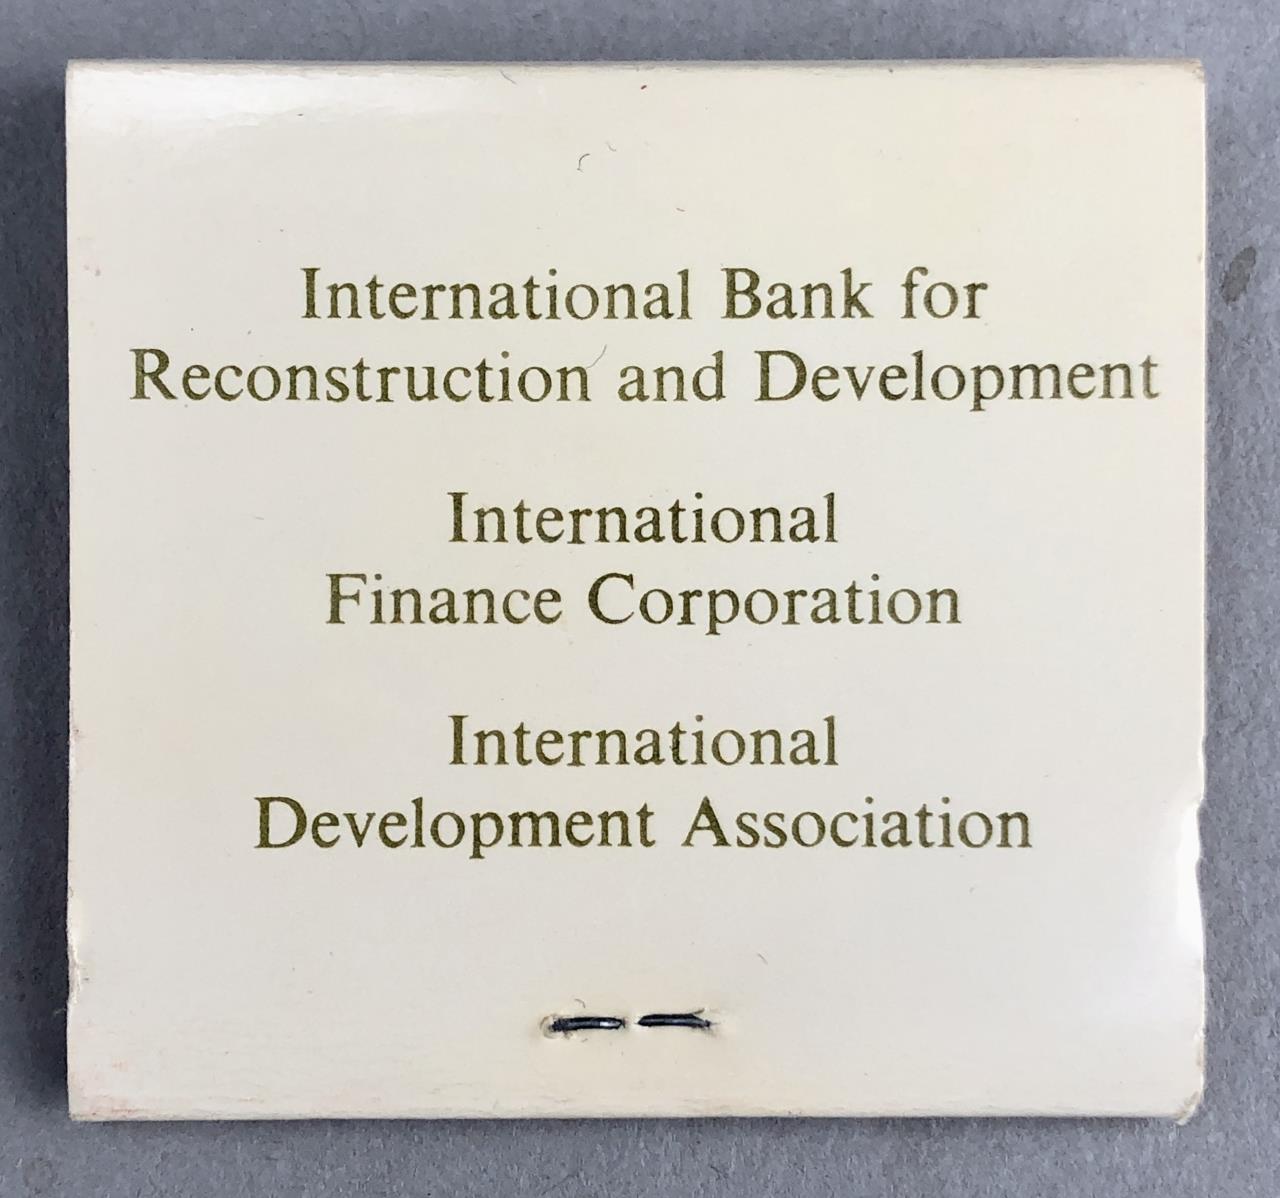 International Bank for
Reconstruction and Development
International
Finance Corporation
International
Development Association